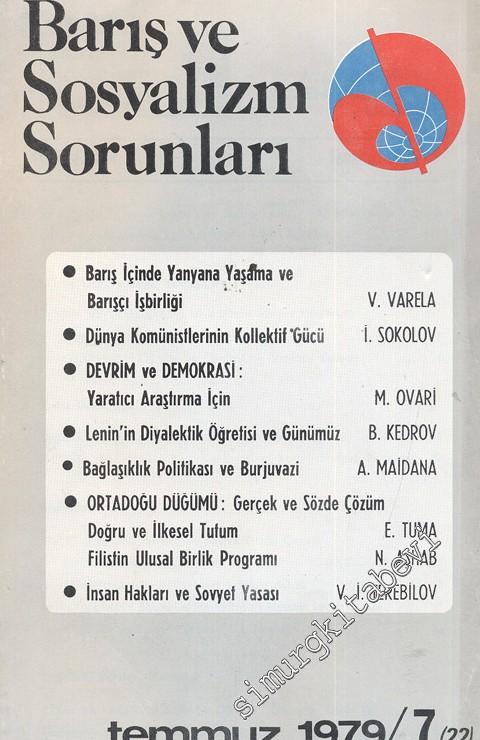 Barış ve
Sosyalizm
Sorunları
● Barış İçinde Yanyana Yaşama ve
Barışçı İşbirliği V. VARELA
● Dünya Komünistlerinin Kollektif Gücü İ. SOKOLOV
● DEVRİM ve DEMOKRASİ:
Yaratıcı Araştırma İçin M. OVARİ
● Lenin'in Diyalektik Öğretisi ve Günümüz B. KEDROV
● Bağlaşıklık Politikası ve Burjuvazi A. MAİDANA
● ORTADOĞU DÜĞÜMÜ: Gerçek ve Sözde Çözüm
Doğru ve İlkesel Tutum E. TUMA
Filistin Ulusal Birlik Programı N.
● İnsan Hakları ve Sovyet Yasası V. İ. TEREBİLOV
simurgkitabevi
temmuz 1979/7 (22)